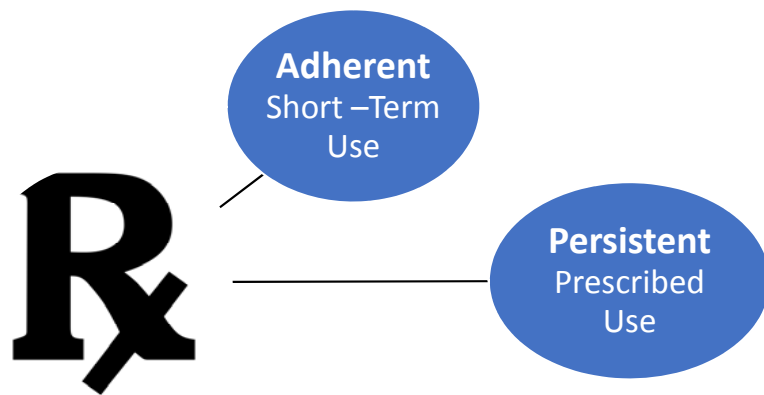 Adherent
Short –Term
Use
Rx
Persistent
Prescribed
Use